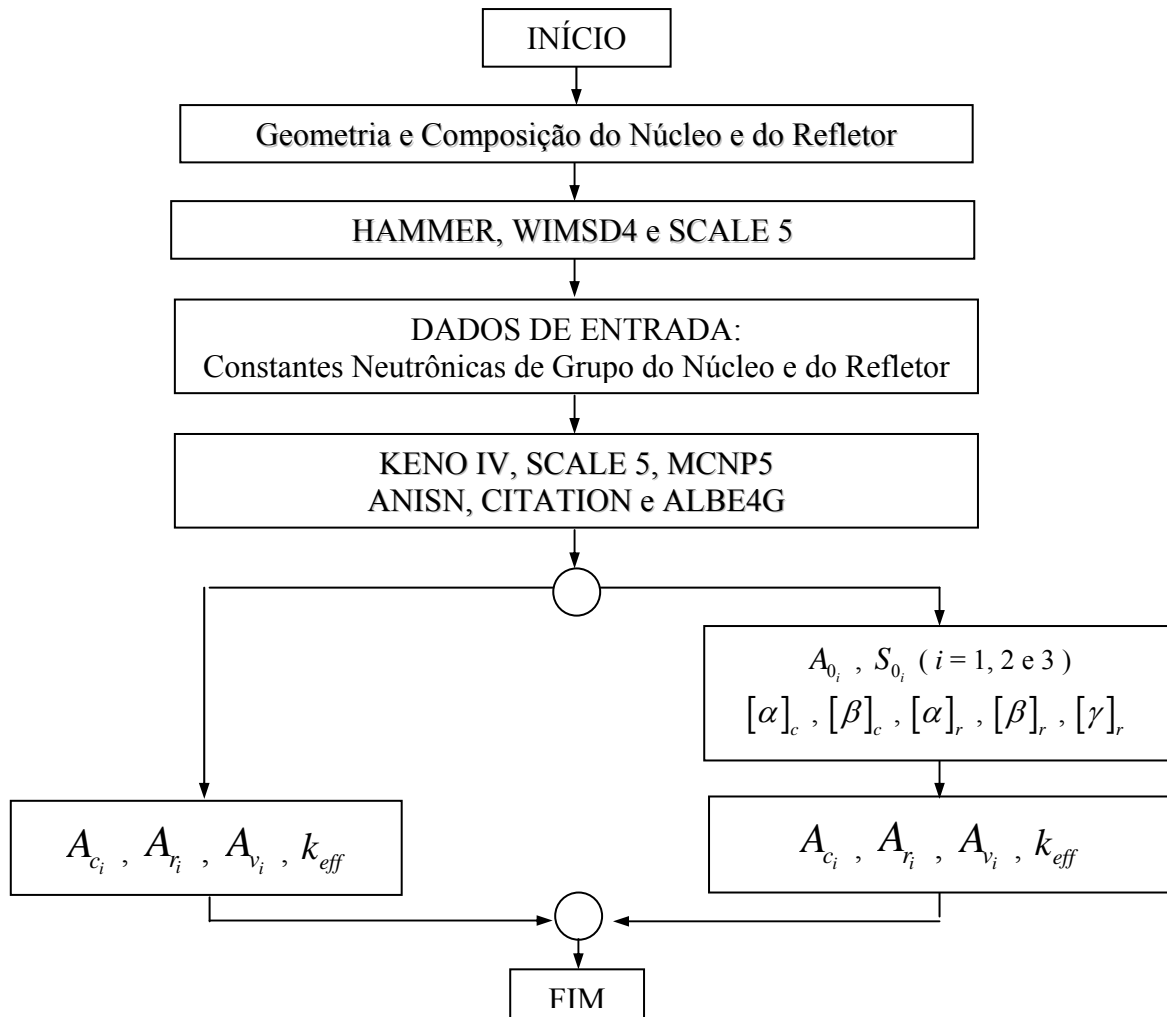 INÍCIO
Geometria e Composição do Núcleo e do Refletor
HAMMER, WIMSD4 e SCALE 5
DADOS DE ENTRADA:
Constantes Neutrônicas de Grupo do Núcleo e do Refletor
KENO IV, SCALE 5, MCNP5
ANISN, CITATION e ALBE4G
A_{0_i} , S_{0_i} ( i = 1, 2 e 3 )
[α]_c , [β]_c , [α]_r , [β]_r , [γ]_r
A_{c_i} , A_{r_i} , A_{v_i} , k_{eff}
A_{c_i} , A_{r_i} , A_{v_i} , k_{eff}
FIM